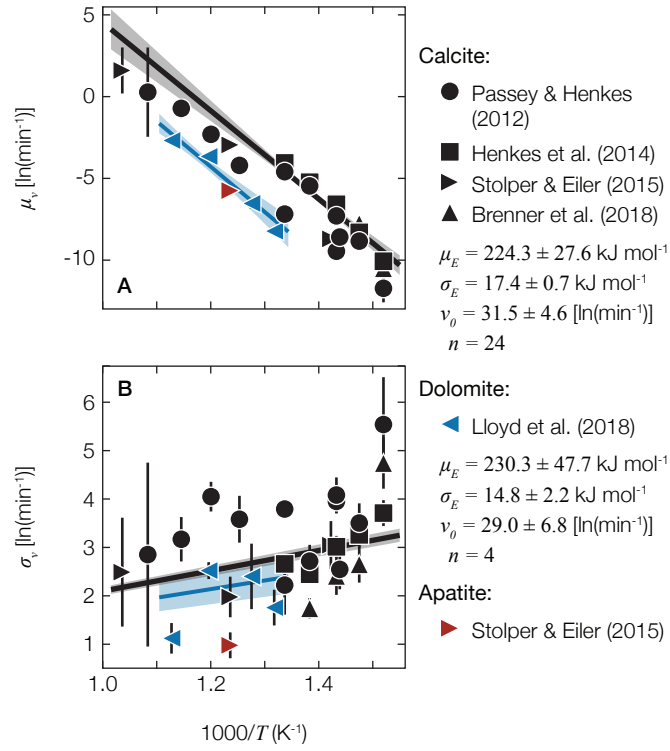 5
0
-5
-10
μν [ln(min⁻¹)]
A
6
5
4
3
2
1
σν [ln(min⁻¹)]
B
1.0
1.2
1.4
1000/T (K⁻¹)
Calcite:
Passey & Henkes
(2012)
Henkes et al. (2014)
Stolper & Eiler (2015)
Brenner et al. (2018)
μE = 224.3 ± 27.6 kJ mol⁻¹
σE = 17.4 ± 0.7 kJ mol⁻¹
ν0 = 31.5 ± 4.6 [ln(min⁻¹)]
n = 24
Dolomite:
Lloyd et al. (2018)
μE = 230.3 ± 47.7 kJ mol⁻¹
σE = 14.8 ± 2.2 kJ mol⁻¹
ν0 = 29.0 ± 6.8 [ln(min⁻¹)]
n = 4
Apatite:
Stolper & Eiler (2015)